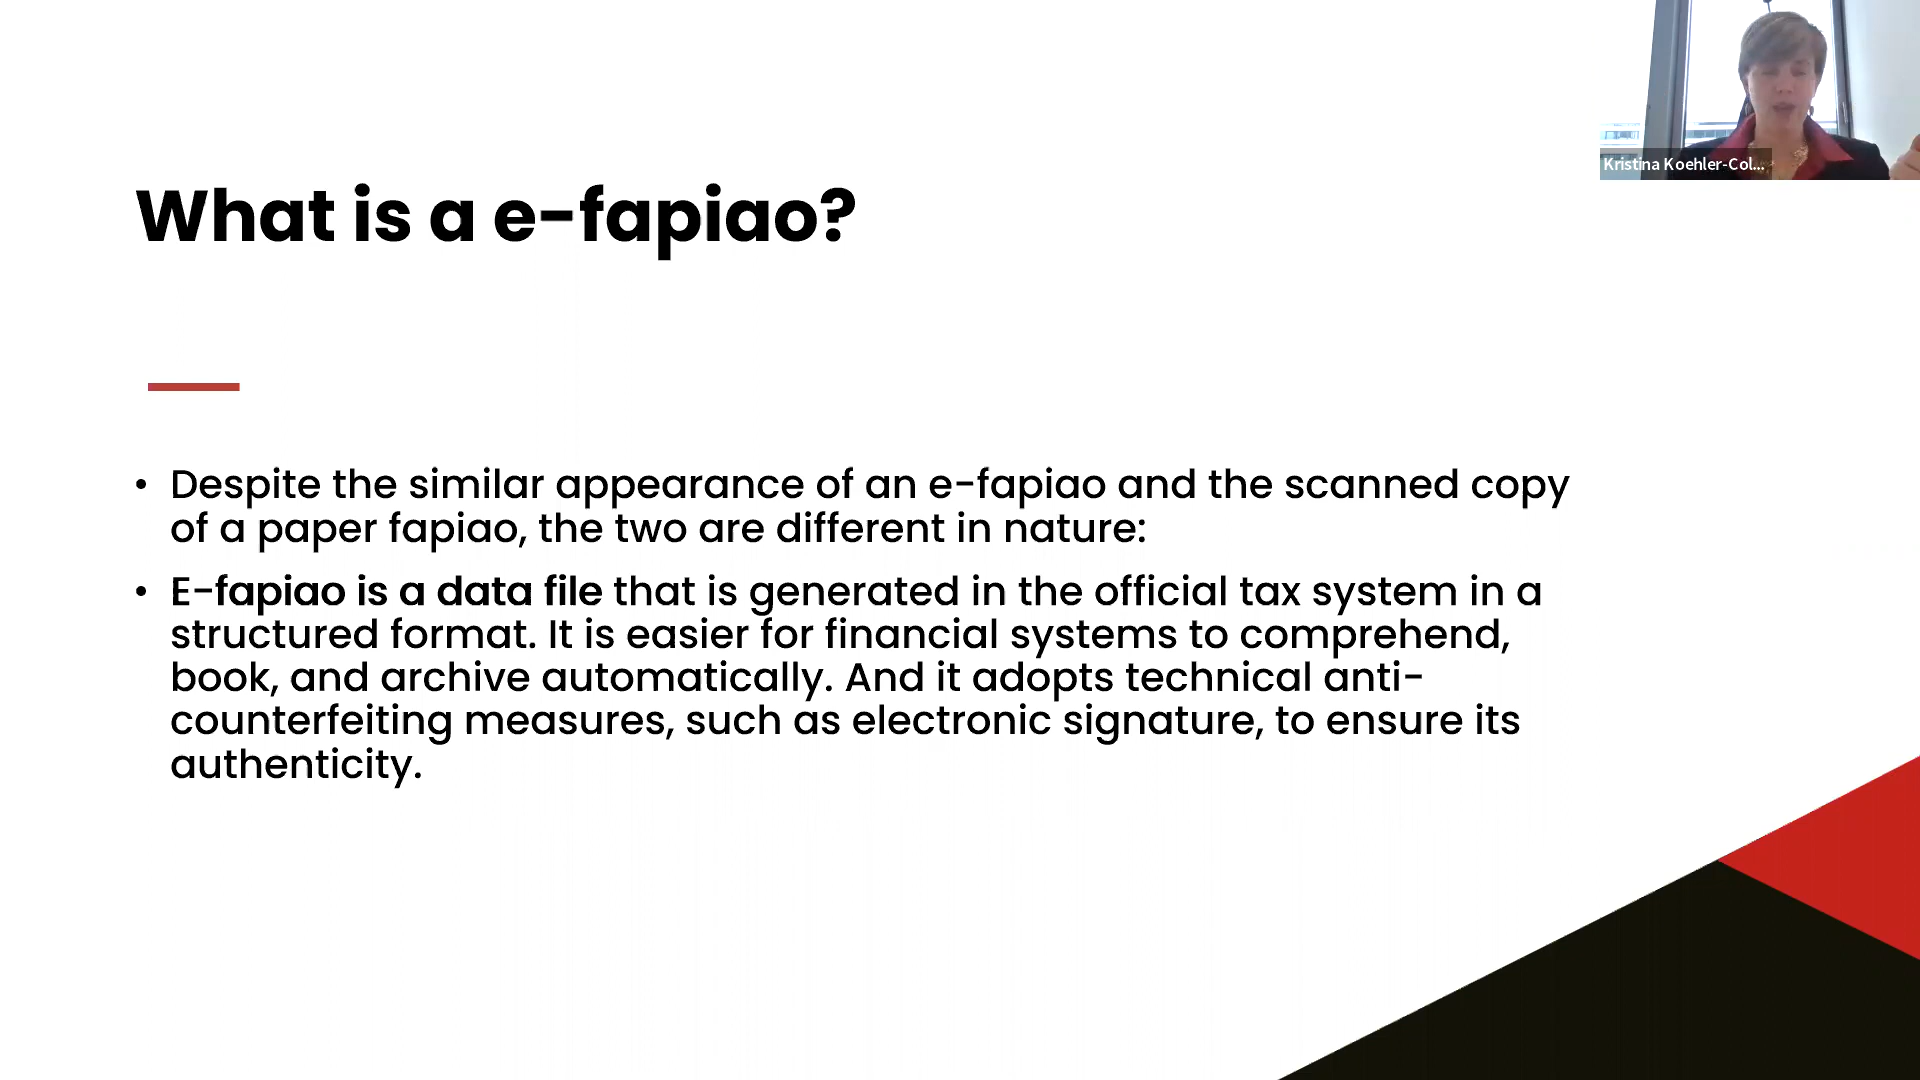 Kristina Koehler-Col...
What is a e-fapiao?
• Despite the similar appearance of an e-fapiao and the scanned copy
of a paper fapiao, the two are different in nature:
• E-fapiao is a data file that is generated in the official tax system in a
structured format. It is easier for financial systems to comprehend,
book, and archive automatically. And it adopts technical anti-
counterfeiting measures, such as electronic signature, to ensure its
authenticity.